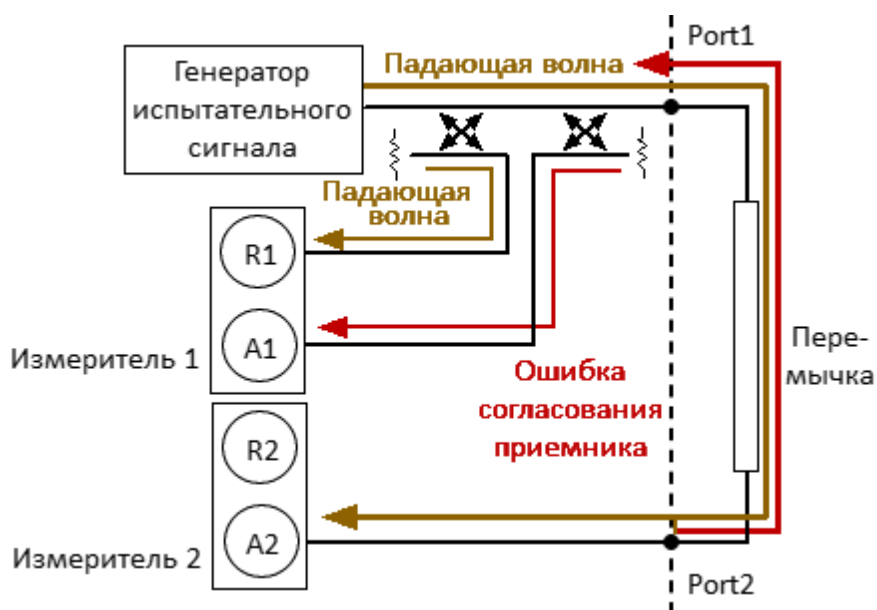 Port1
Генератор
испытательного
сигнала
Падающая волна
Падающая
волна
R1
A1
Измеритель 1
Ошибка
согласования
приемника
Пере-
мычка
R2
A2
Измеритель 2
Port2